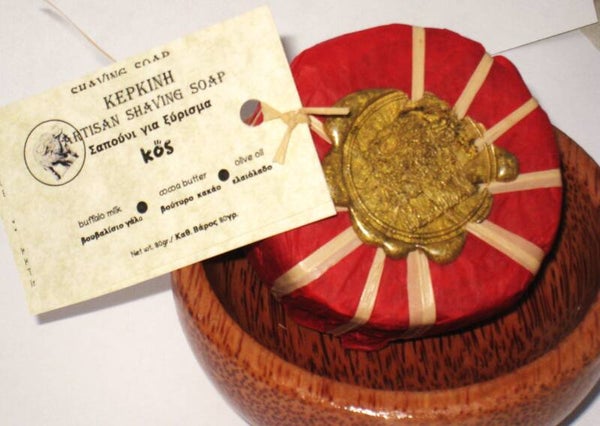 SHAVING SOAP
ΚΕΡΚΙΝΗ
ARTISAN SHAVING SOAP
Σαπούνι για ξύρισμα
κός
buffalo milk ● cocoa butter ● olive oil
βουβαλίσιο γάλα βούτυρο κακάο ελαιόλαδο
Net wt. 80gr./ Καθ. Βάρος 80γρ.